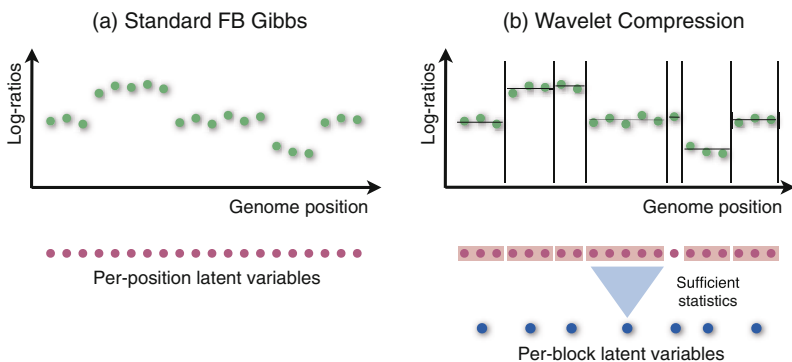 (a) Standard FB Gibbs
Log-ratios
Genome position
Per-position latent variables
(b) Wavelet Compression
Log-ratios
Genome position
Sufficient
statistics
Per-block latent variables